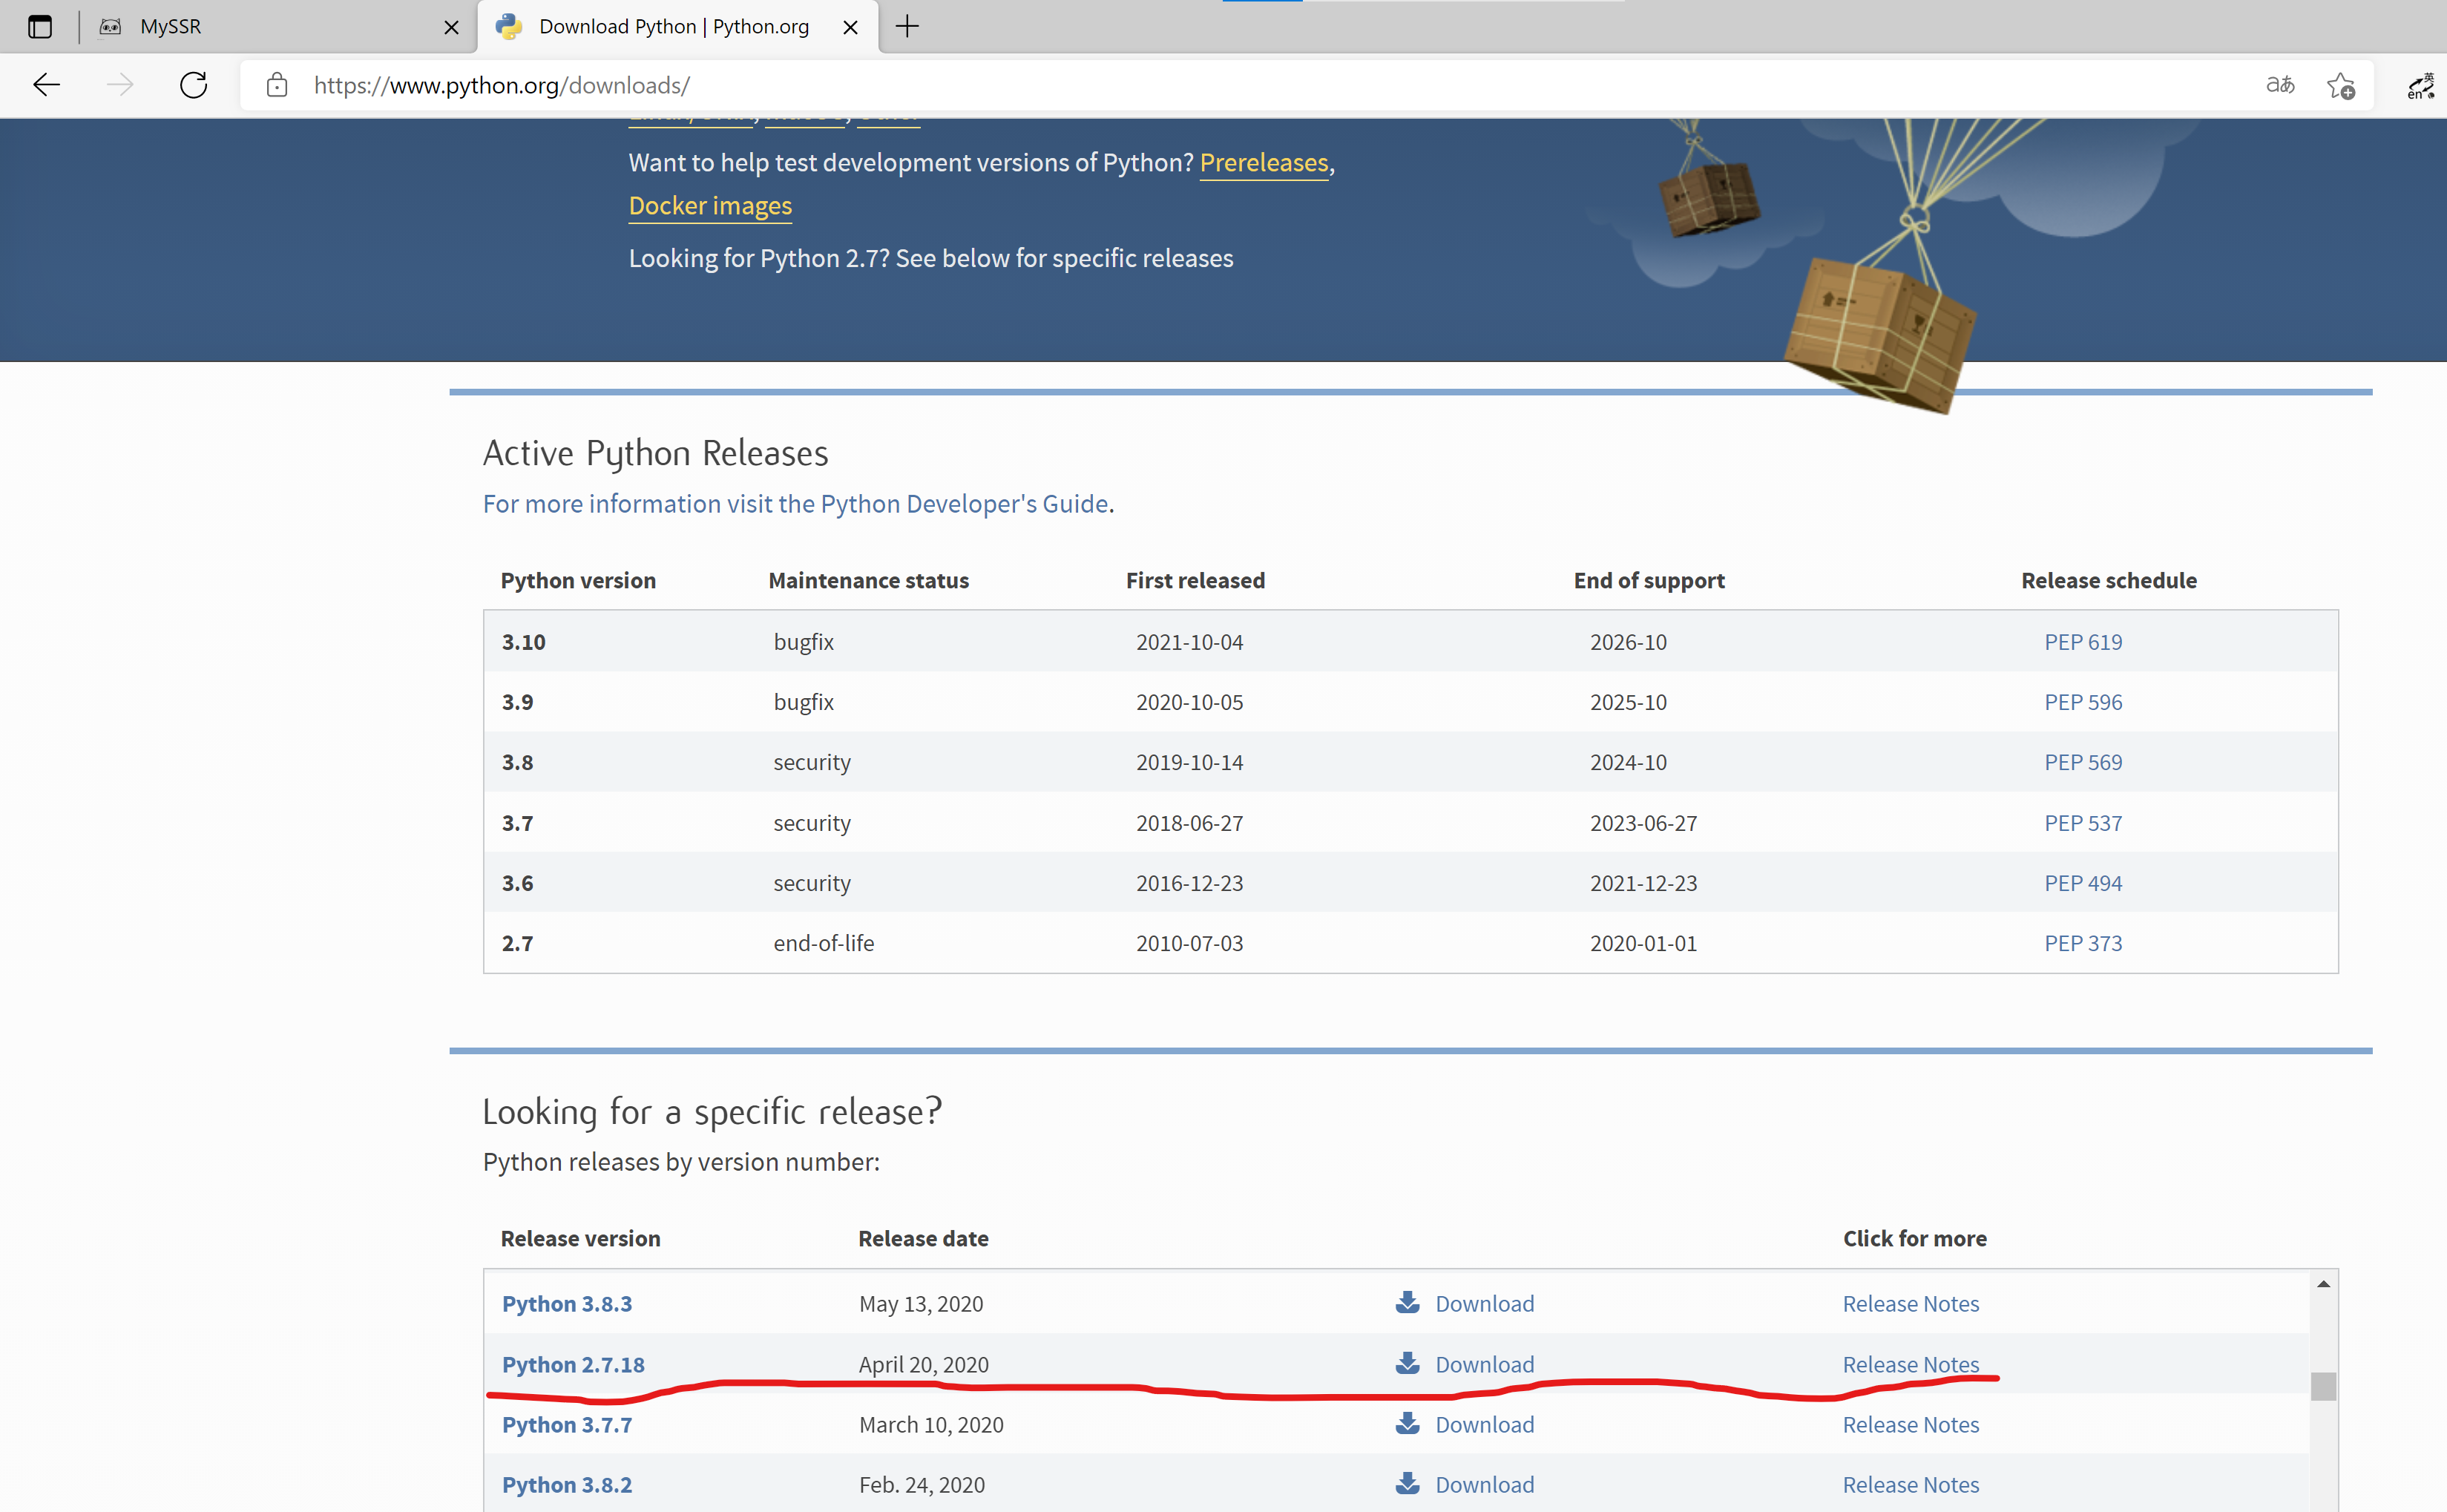 MySSR
Download Python | Python.org
https://www.python.org/downloads/
aあ
英
en
Want to help test development versions of Python? Prereleases,
Docker images
Looking for Python 2.7? See below for specific releases
Active Python Releases
For more information visit the Python Developer's Guide.
Python version Maintenance status First released End of support Release schedule
3.10 bugfix 2021-10-04 2026-10 PEP 619
3.9 bugfix 2020-10-05 2025-10 PEP 596
3.8 security 2019-10-14 2024-10 PEP 569
3.7 security 2018-06-27 2023-06-27 PEP 537
3.6 security 2016-12-23 2021-12-23 PEP 494
2.7 end-of-life 2010-07-03 2020-01-01 PEP 373
Looking for a specific release?
Python releases by version number:
Release version Release date Click for more
Python 3.8.3 May 13, 2020 Download Release Notes
Python 2.7.18 April 20, 2020 Download Release Notes
Python 3.7.7 March 10, 2020 Download Release Notes
Python 3.8.2 Feb. 24, 2020 Download Release Notes